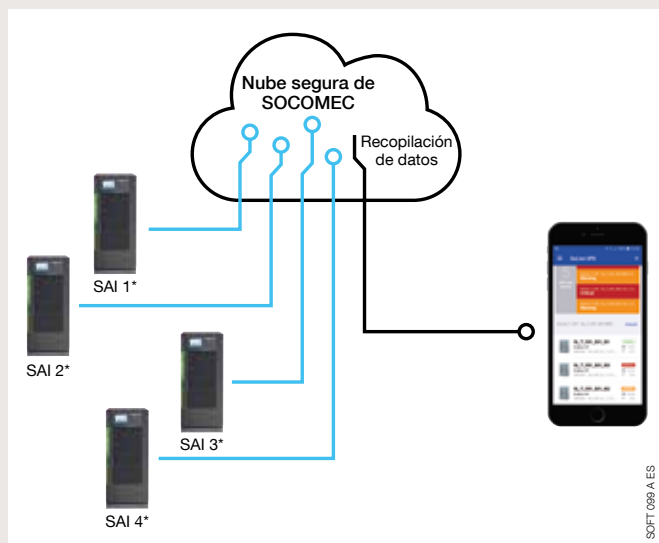 Nube segura de
SOCOMEC
Recopilación
de datos
SAI 1*
SAI 2*
SAI 3*
SAI 4*
SOFT 099 A ES